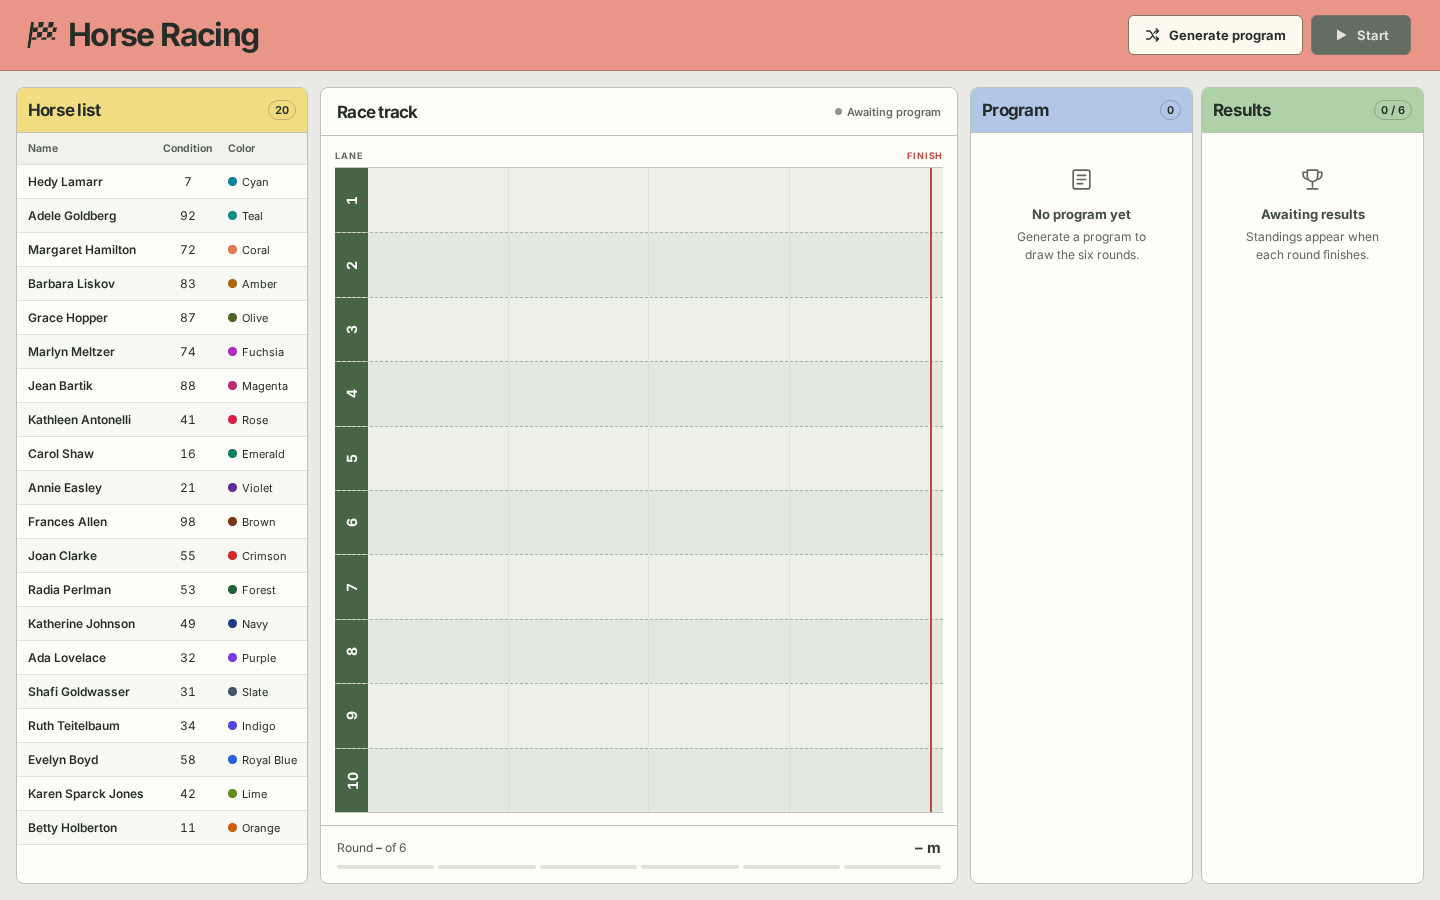 Horse Racing
Generate program
Start
Horse list
20
Name Condition Color
Hedy Lamarr 7 Cyan
Adele Goldberg 92 Teal
Margaret Hamilton 72 Coral
Barbara Liskov 83 Amber
Grace Hopper 87 Olive
Marlyn Meltzer 74 Fuchsia
Jean Bartik 88 Magenta
Kathleen Antonelli 41 Rose
Carol Shaw 16 Emerald
Annie Easley 21 Violet
Frances Allen 98 Brown
Joan Clarke 55 Crimson
Radia Perlman 53 Forest
Katherine Johnson 49 Navy
Ada Lovelace 32 Purple
Shafi Goldwasser 31 Slate
Ruth Teitelbaum 34 Indigo
Evelyn Boyd 58 Royal Blue
Karen Sparck Jones 42 Lime
Betty Holberton 11 Orange
Race track
Awaiting program
LANE FINISH
1
2
3
4
5
6
7
8
9
10
Round – of 6
– m
Program
0
No program yet
Generate a program to
draw the six rounds.
Results
0 / 6
Awaiting results
Standings appear when
each round finishes.